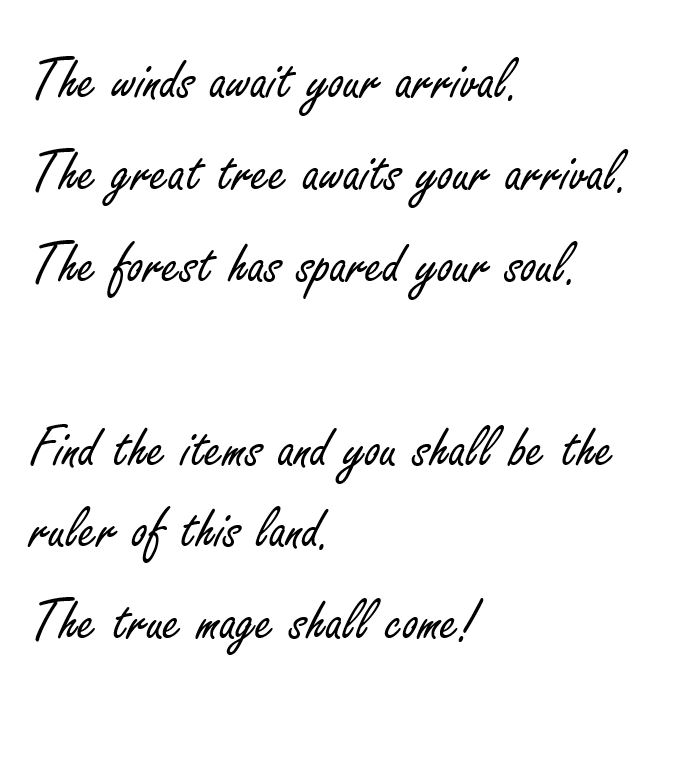 The winds await your arrival.
The great tree awaits your arrival.
The forest has spared your soul.
Find the items and you shall be the
ruler of this land.
The true mage shall come!